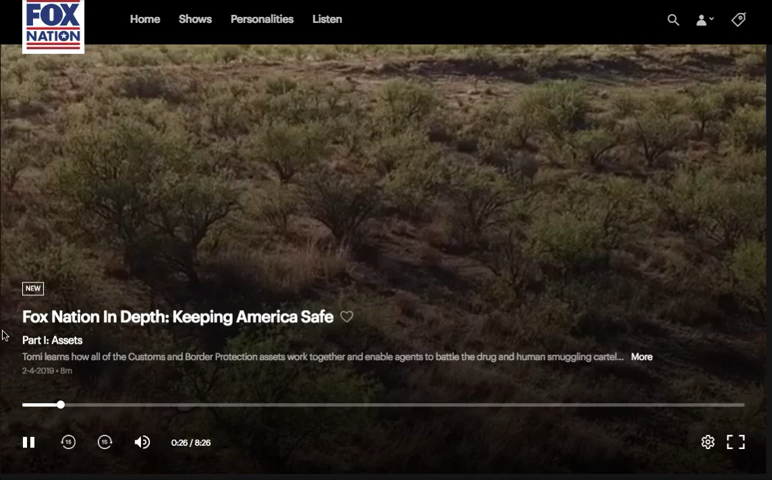 FOX
NATION
Home Shows Personalities Listen
NEW
Fox Nation In Depth: Keeping America Safe
Part I: Assets
Tomi learns how all of the Customs and Border Protection assets work together and enable agents to battle the drug and human smuggling cartel... More
2-4-2019 • 8m
15 15 0:26 / 8:26